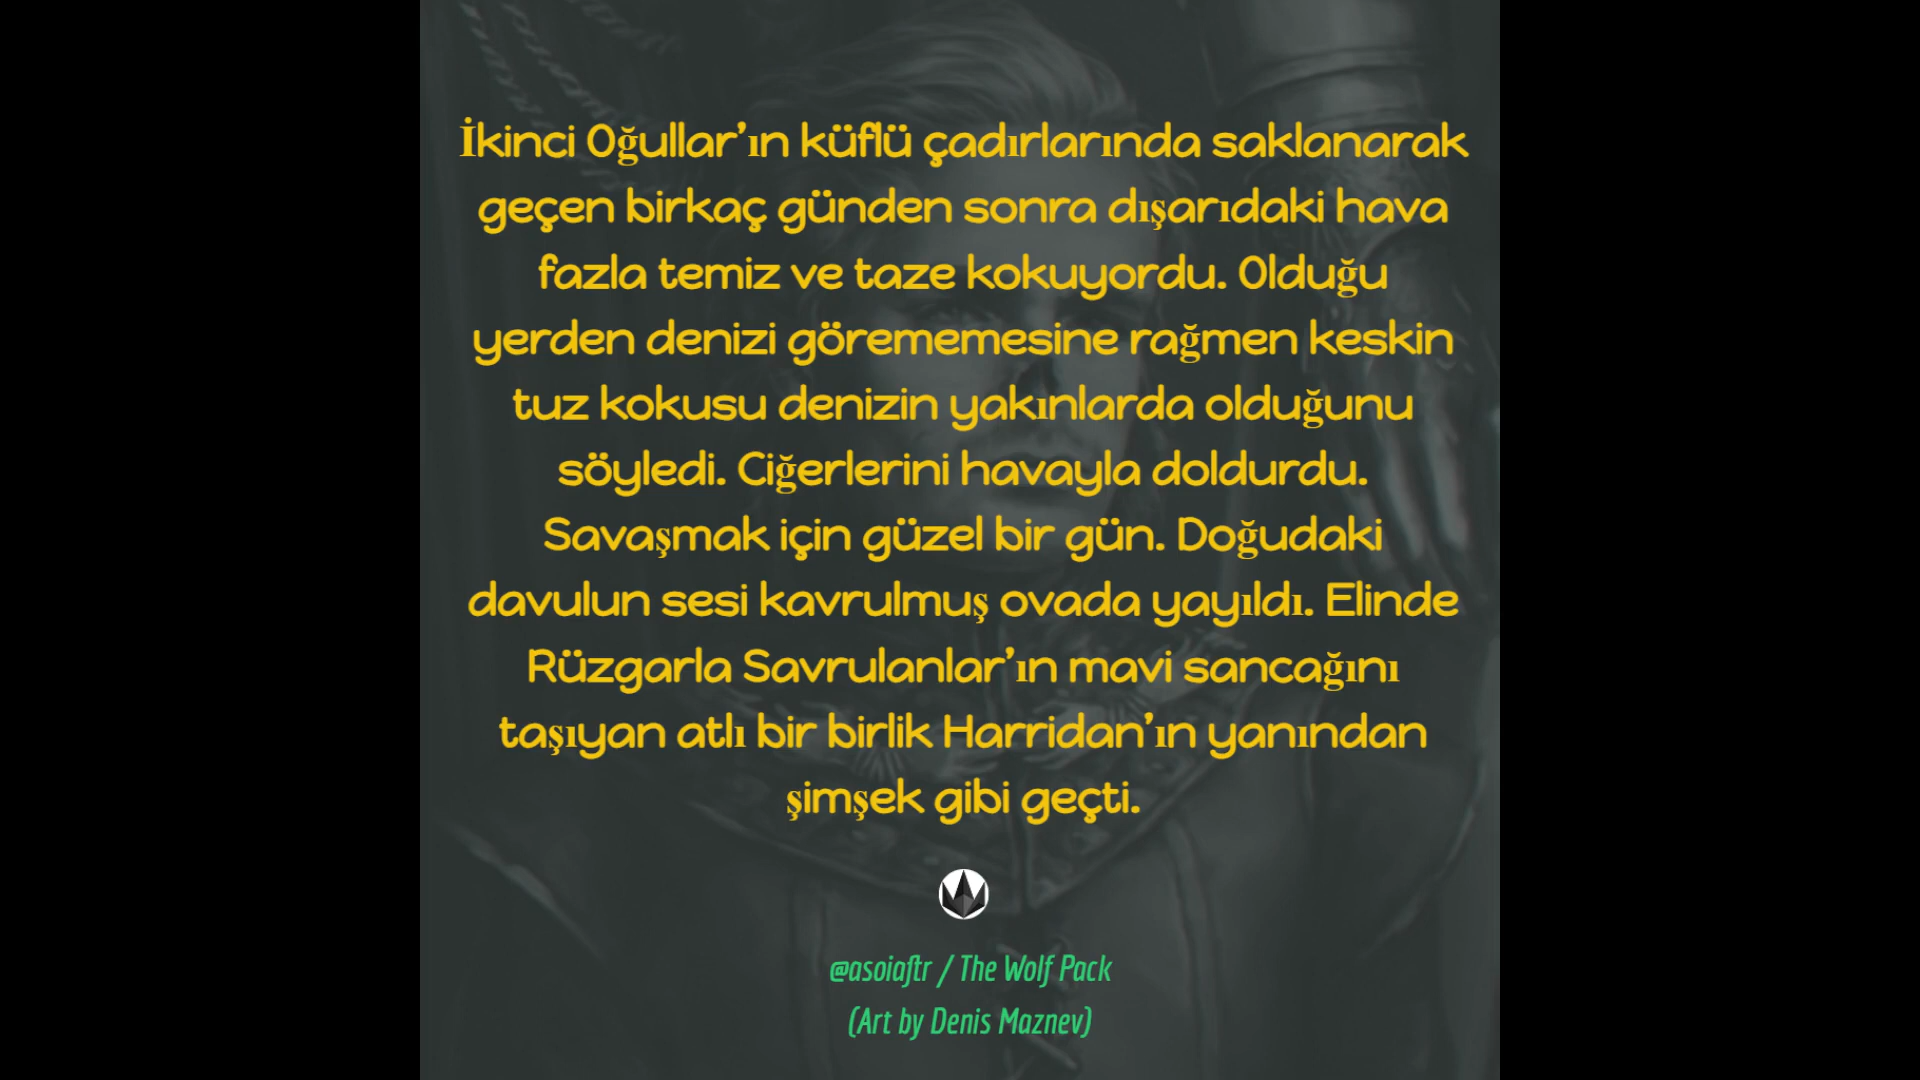 İkinci Oğullar’ın küflü çadırlarında saklanarak
geçen birkaç günden sonra dışarıdaki hava
fazla temiz ve taze kokuyordu. Olduğu
yerden denizi görememesine rağmen keskin
tuz kokusu denizin yakınlarda olduğunu
söyledi. Ciğerlerini havayla doldurdu.
Savaşmak için güzel bir gün. Doğudaki
davulun sesi kavrulmuş ovada yayıldı. Elinde
Rüzgarla Savrulanlar’ın mavi sancağını
taşıyan atlı bir birlik Harridan’ın yanından
şimşek gibi geçti.
@asoiaftr / The Wolf Pack
(Art by Denis Maznev)